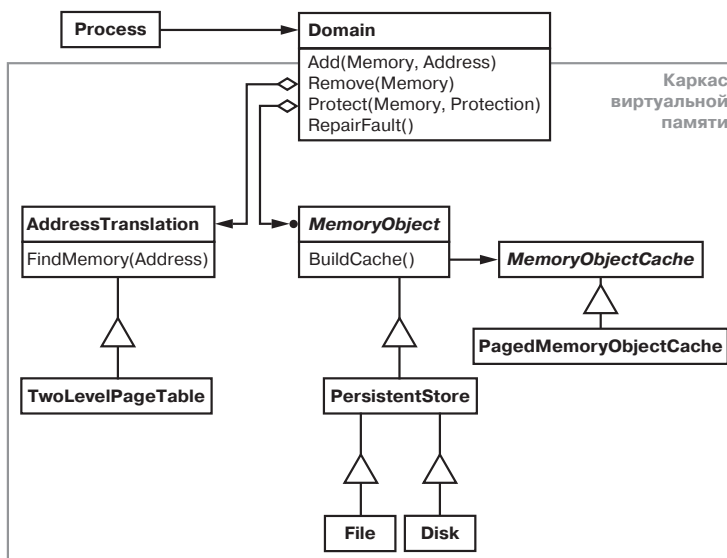 Process
Domain
Add(Memory, Address)
Remove(Memory)
Protect(Memory, Protection)
RepairFault()
Каркас
виртуальной
памяти
AddressTranslation
FindMemory(Address)
MemoryObject
BuildCache()
MemoryObjectCache
PagedMemoryObjectCache
TwoLevelPageTable
PersistentStore
File
Disk